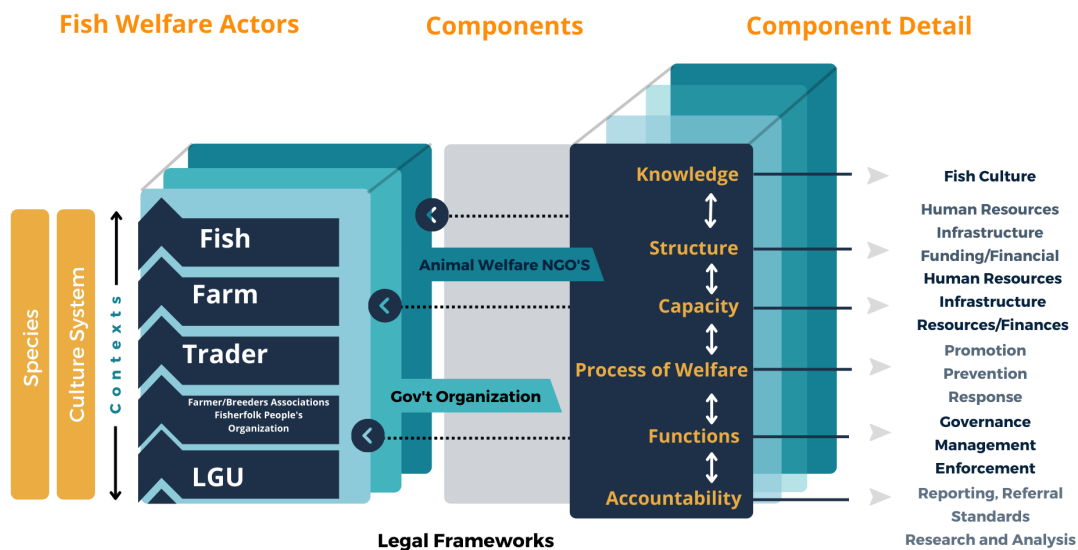 Fish Welfare Actors
Components
Component Detail
Species
Culture System
Contexts
Fish
Farm
Trader
Farmer/Breeders Associations
Fisherfolk People's
Organization
LGU
Animal Welfare NGO'S
Gov't Organization
Knowledge
Structure
Capacity
Process of Welfare
Functions
Accountability
Fish Culture
Human Resources
Infrastructure
Funding/Financial
Human Resources
Infrastructure
Resources/Finances
Promotion
Prevention
Response
Governance
Management
Enforcement
Reporting, Referral
Standards
Research and Analysis
Legal Frameworks